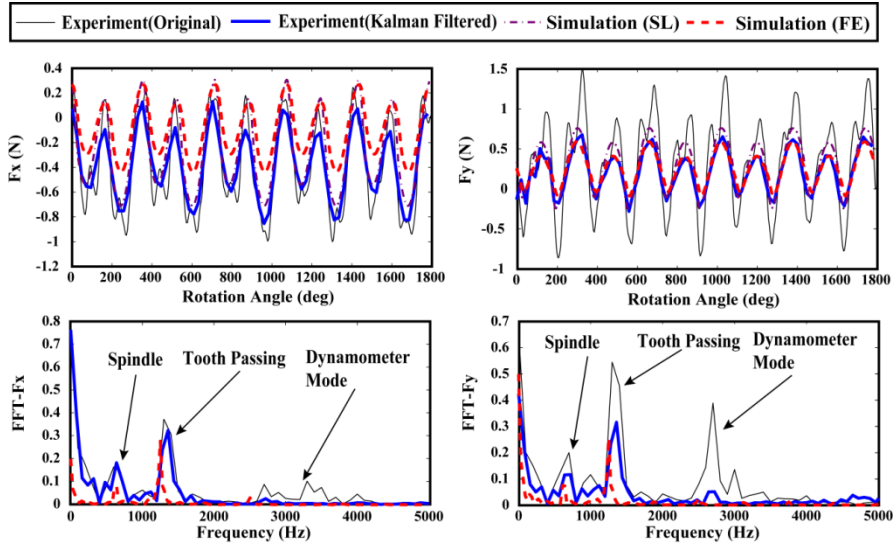 Experiment(Original) Experiment(Kalman Filtered) Simulation (SL) Simulation (FE)
0.4
0.2
0
-0.2
-0.4
-0.6
-0.8
-1
-1.2
Fx (N)
0 200 400 600 800 1000 1200 1400 1600 1800
Rotation Angle (deg)
1.5
1
0.5
0
-0.5
-1
Fy (N)
0 200 400 600 800 1000 1200 1400 1600 1800
Rotation Angle (deg)
0.8
0.7
0.6
0.5
0.4
0.3
0.2
0.1
0
FFT-Fx
Spindle
Tooth Passing
Dynamometer
Mode
0 1000 2000 3000 4000 5000
Frequency (Hz)
0.7
0.6
0.5
0.4
0.3
0.2
0.1
0
FFT-Fy
Spindle
Tooth Passing
Dynamometer
Mode
0 1000 2000 3000 4000 5000
Frequency (Hz)